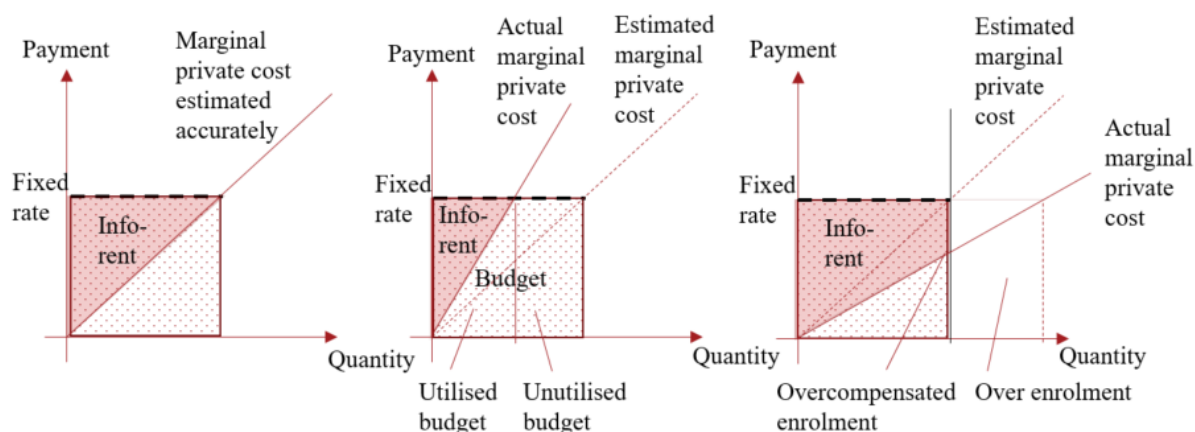 Payment
Marginal
private cost
estimated
accurately
Fixed
rate
Info-
rent
Quantity
Payment
Actual
marginal
private
cost
Estimated
marginal
private
cost
Fixed
rate
Info-
rent
Budget
Quantity
Utilised
budget
Unutilised
budget
Payment
Estimated
marginal
private
cost
Actual
marginal
private
cost
Fixed
rate
Info-
rent
Quantity
Overcompensated
enrolment
Over enrolment